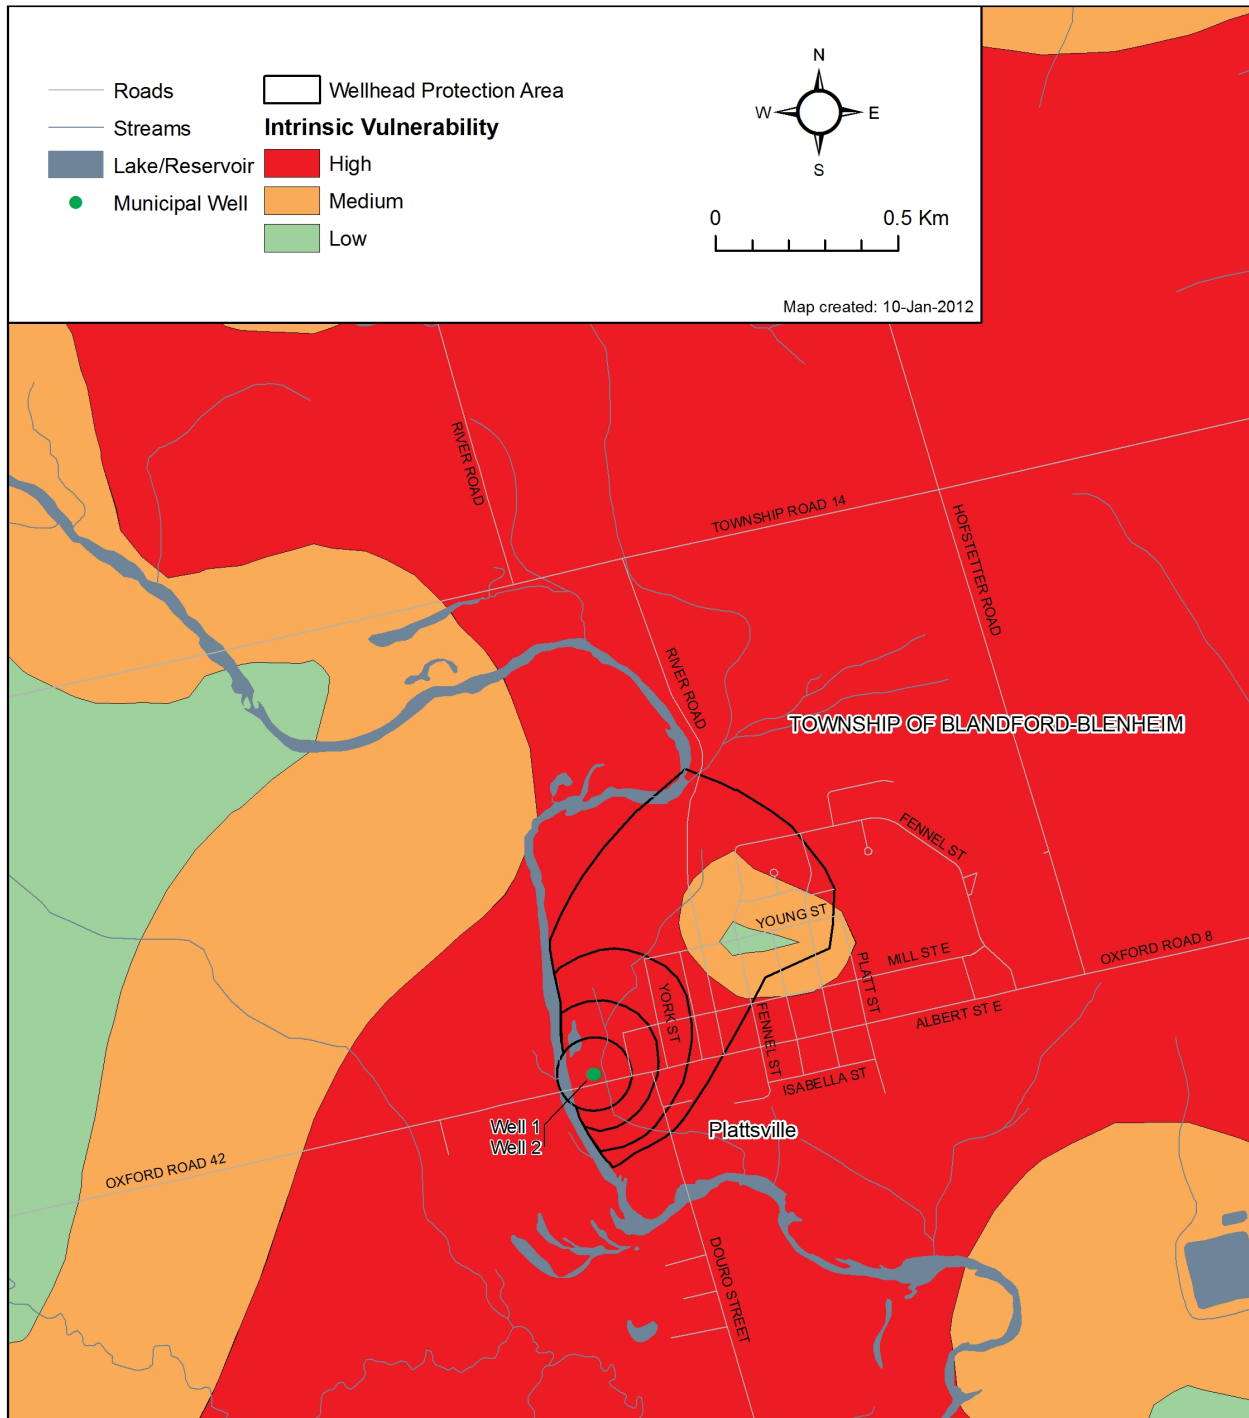 Roads
Streams
Lake/Reservoir
Municipal Well
Wellhead Protection Area
Intrinsic Vulnerability
High
Medium
Low
N
W
E
S
0
0.5 Km
Map created: 10-Jan-2012
RIVER ROAD
TOWNSHIP ROAD 14
HOFSTETTER ROAD
RIVER ROAD
TOWNSHIP OF BLANDFORD-BLENHEIM
FENNEL ST
YOUNG ST
MILL ST E
OXFORD ROAD 8
PLATT ST
YORK ST
FENNEL ST
ALBERT ST E
ISABELLA ST
Well 1
Well 2
Plattsville
OXFORD ROAD 42
DOURO STREET